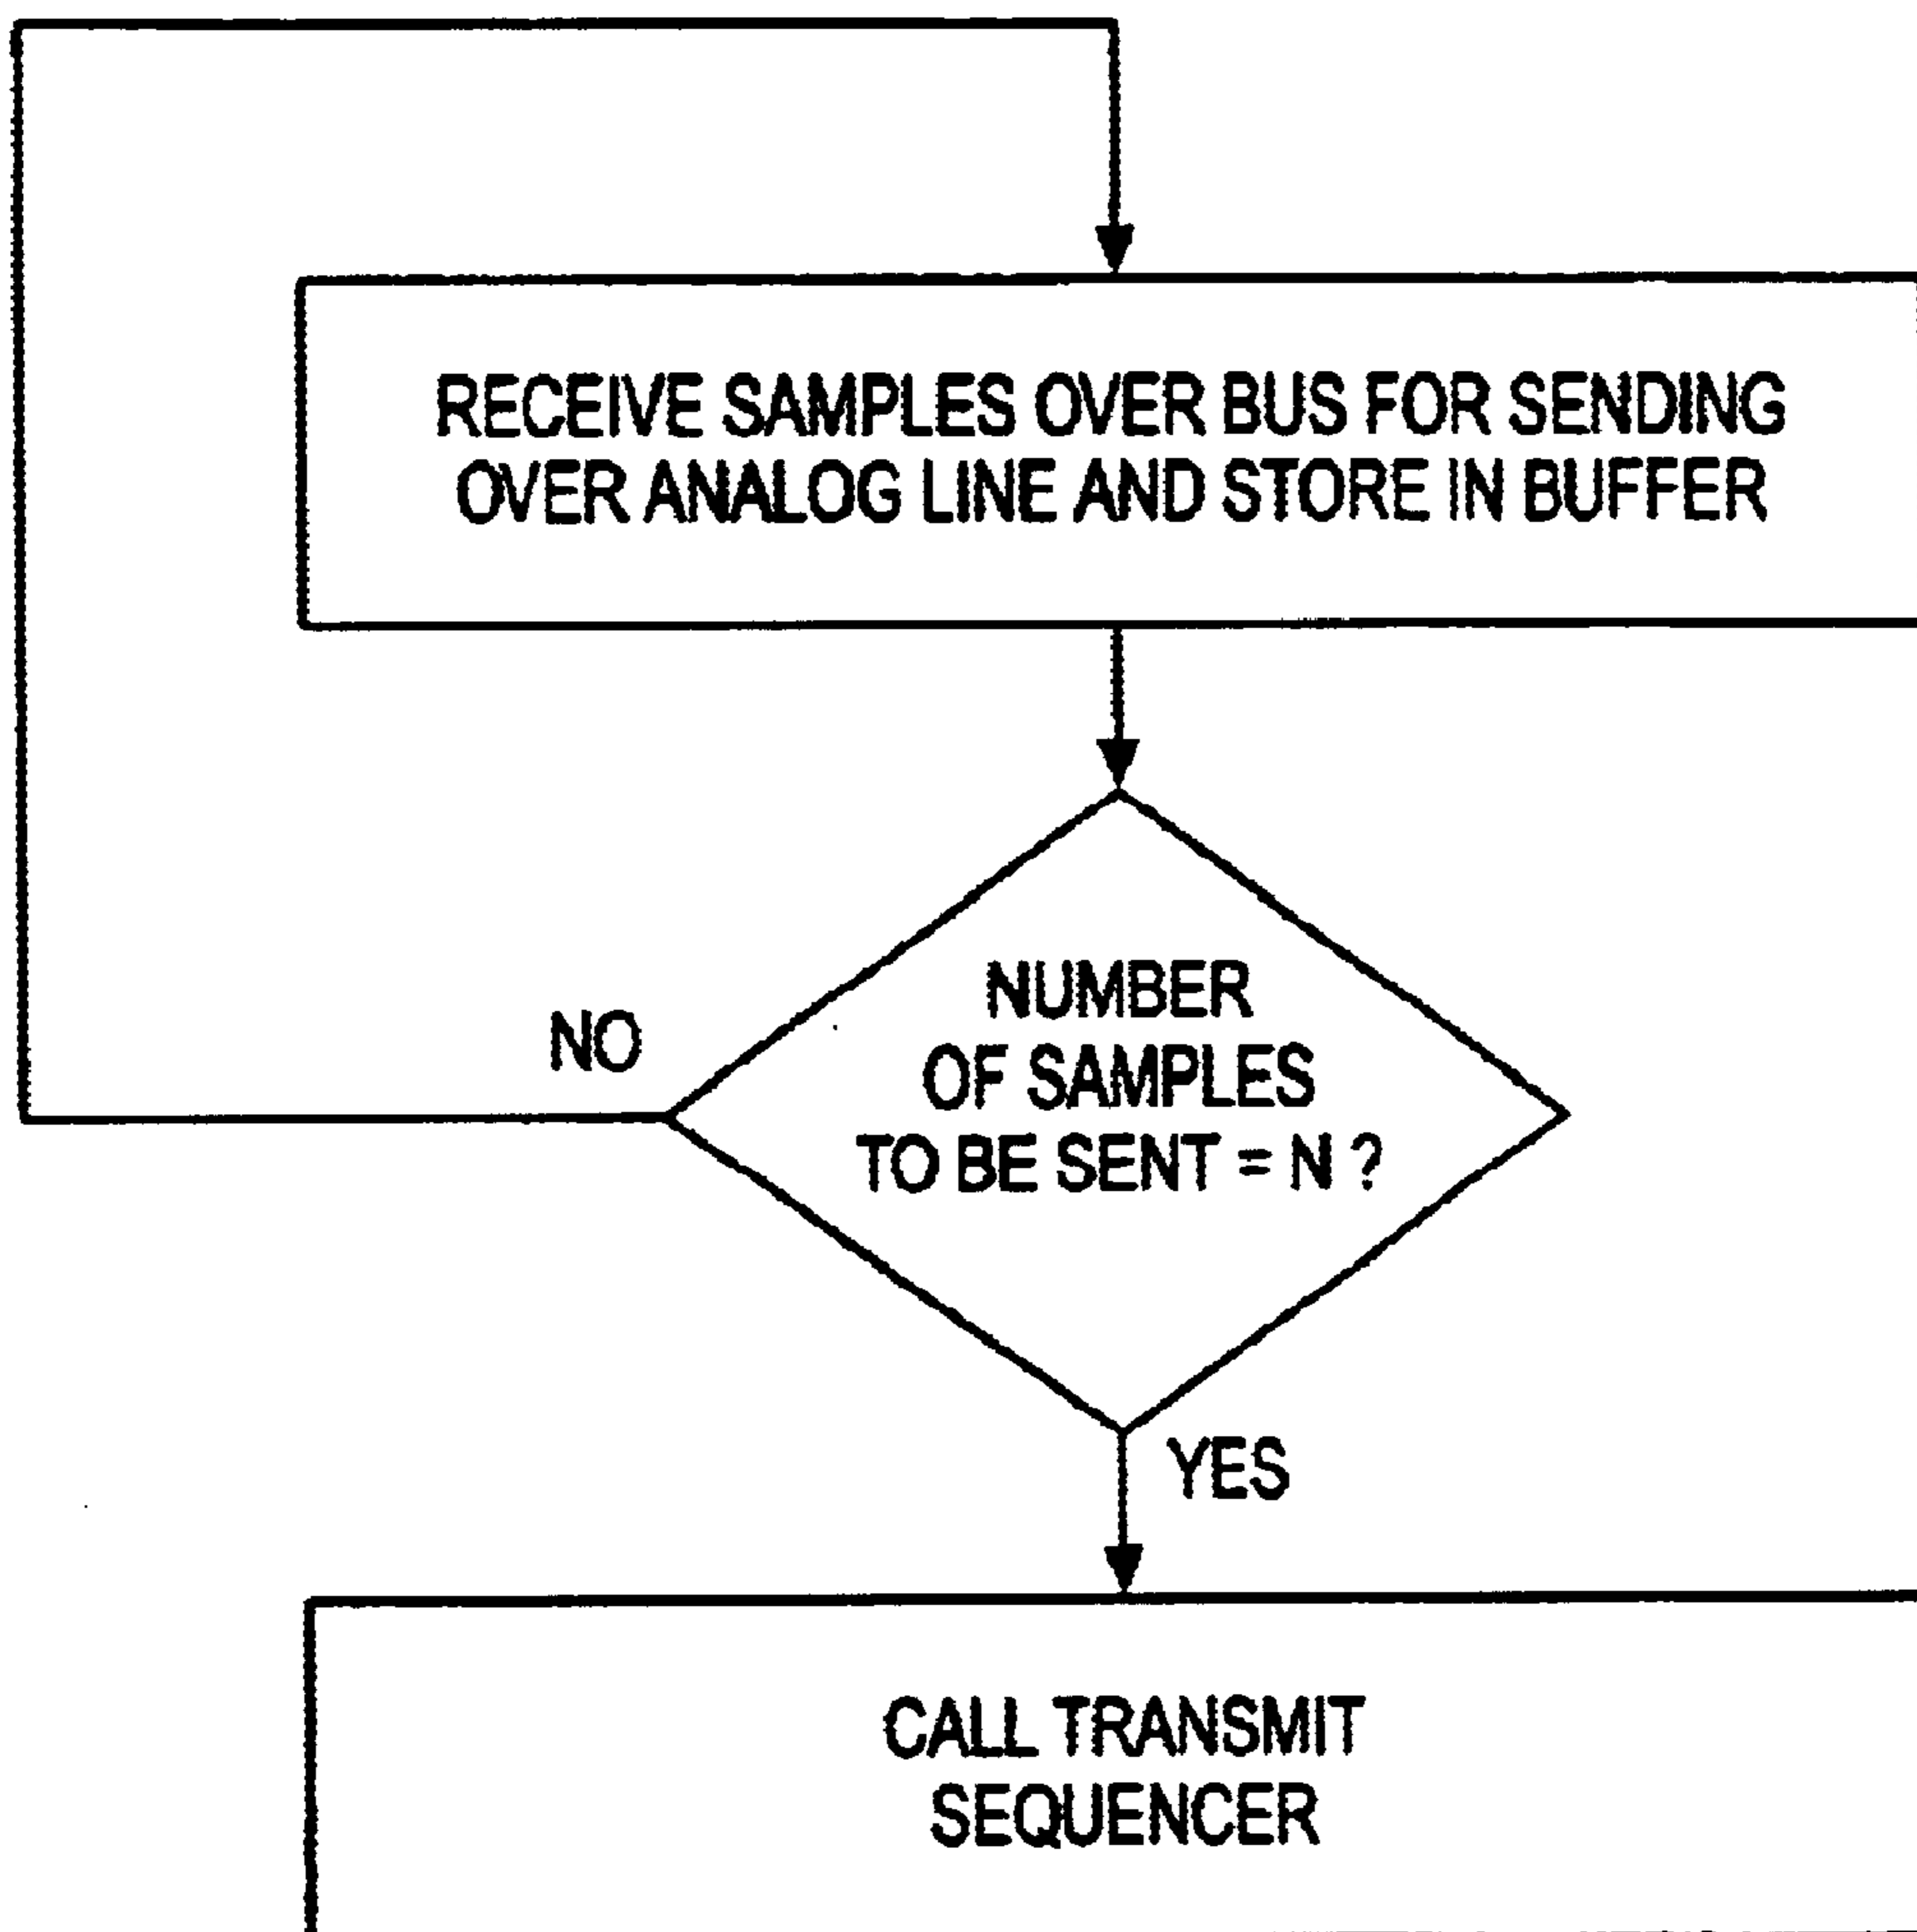 RECEIVE SAMPLES OVER BUS FOR SENDING
OVER ANALOG LINE AND STORE IN BUFFER
NUMBER
OF SAMPLES
TO BE SENT = N ?
NO
YES
CALL TRANSMIT
SEQUENCER